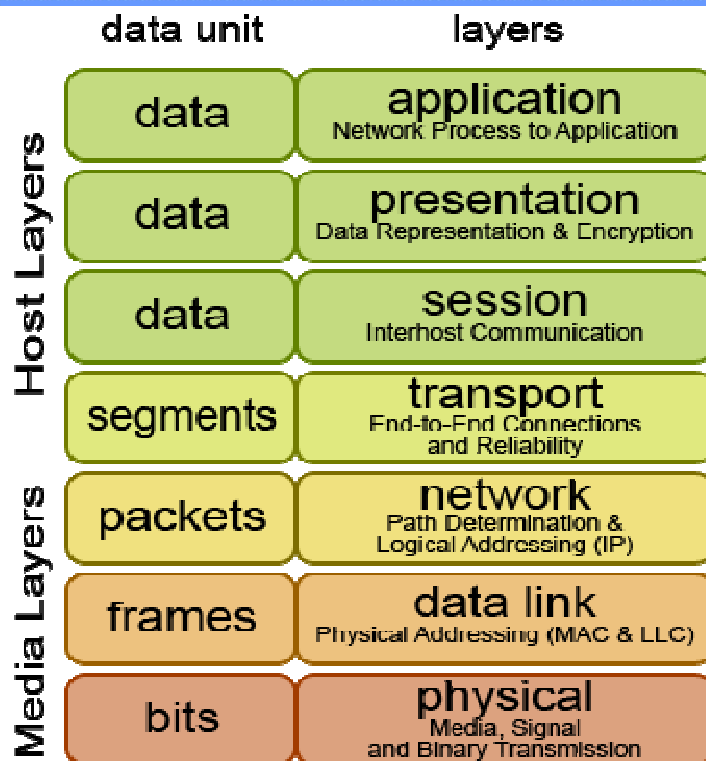 data unit layers
Host Layers
data application
Network Process to Application
data presentation
Data Representation & Encryption
data session
Interhost Communication
segments transport
End-to-End Connections
and Reliability
Media Layers
packets network
Path Determination &
Logical Addressing (IP)
frames data link
Physical Addressing (MAC & LLC)
bits physical
Media, Signal
and Binary Transmission